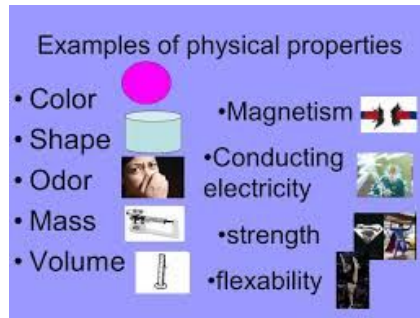 Examples of physical properties
• Color
• Shape
• Odor
• Mass
• Volume
•Magnetism
•Conducting
electricity
•strength
•flexability